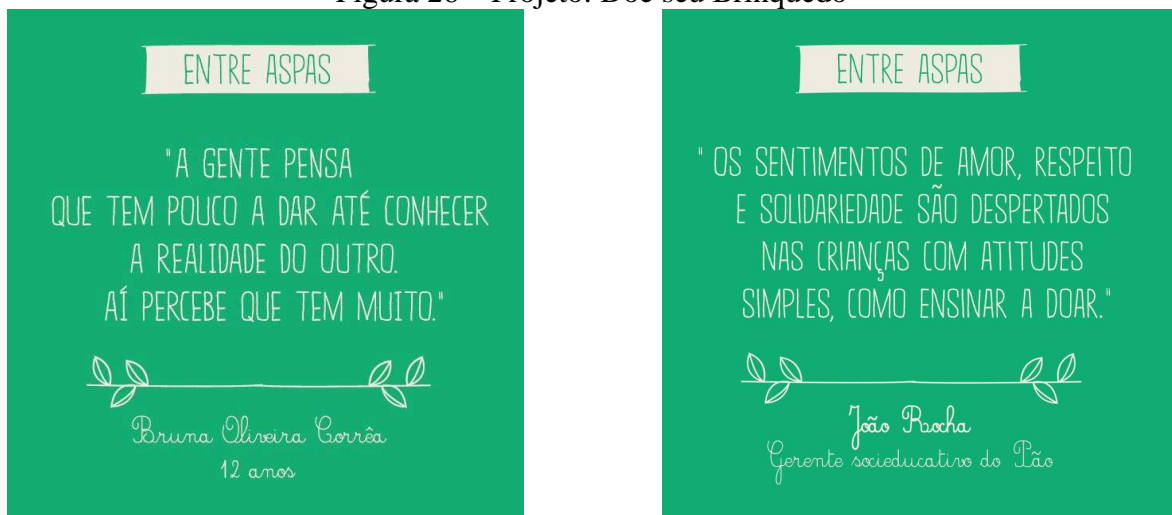 Figura 26 - Projeto: Doe seu Brinquedo
ENTRE ASPAS
"A GENTE PENSA
QUE TEM POUCO A DAR ATÉ CONHECER
A REALIDADE DO OUTRO.
AÍ PERCEBE QUE TEM MUITO."
Bruna Oliveira Corrêa
12 anos
ENTRE ASPAS
" OS SENTIMENTOS DE AMOR, RESPEITO
E SOLIDARIEDADE SÃO DESPERTADOS
NAS CRIANÇAS COM ATITUDES
SIMPLES, COMO ENSINAR A DOAR."
João Rocha
Gerente socieducativo do Pão